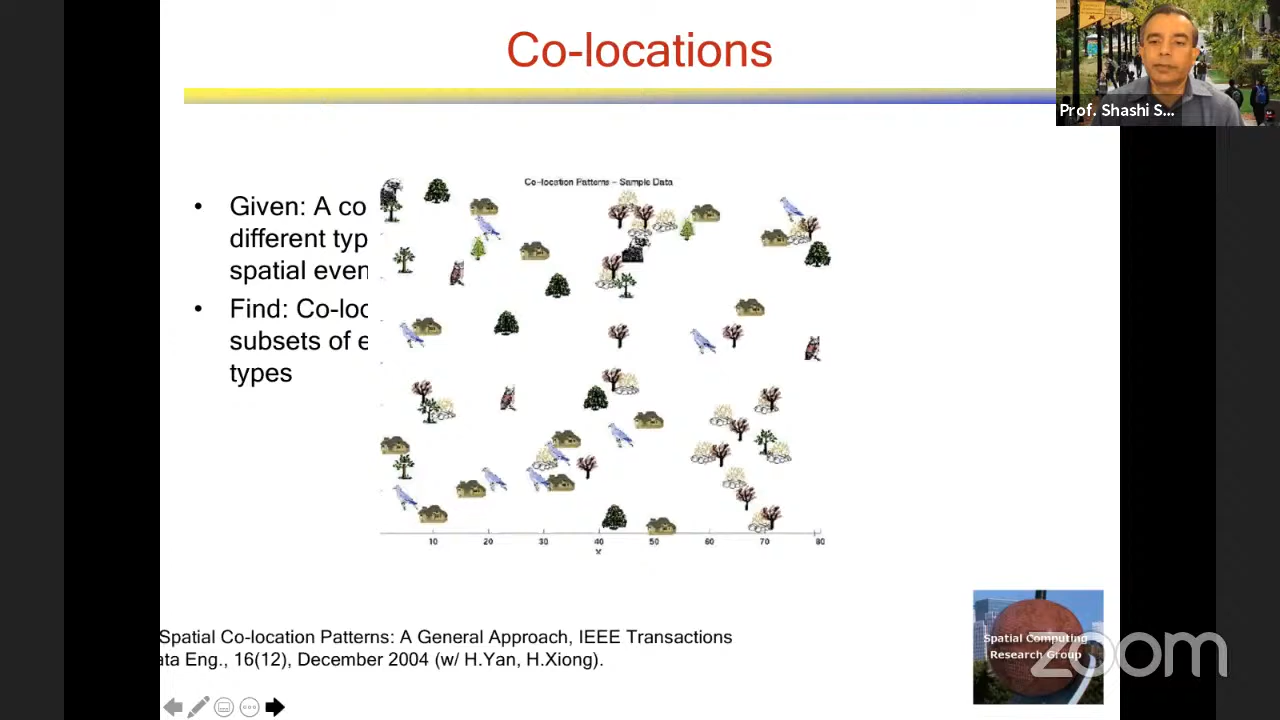 Co-locations
Prof. Shashi S...
Co-location Patterns - Sample Data
• Given: A co
different typ
spatial even
• Find: Co-loc
subsets of e
types
10 20 30 40 50 60 70 80
X
Spatial Co-location Patterns: A General Approach, IEEE Transactions
ata Eng., 16(12), December 2004 (w/ H.Yan, H.Xiong).
Spatial Computing
Research Group
zoom